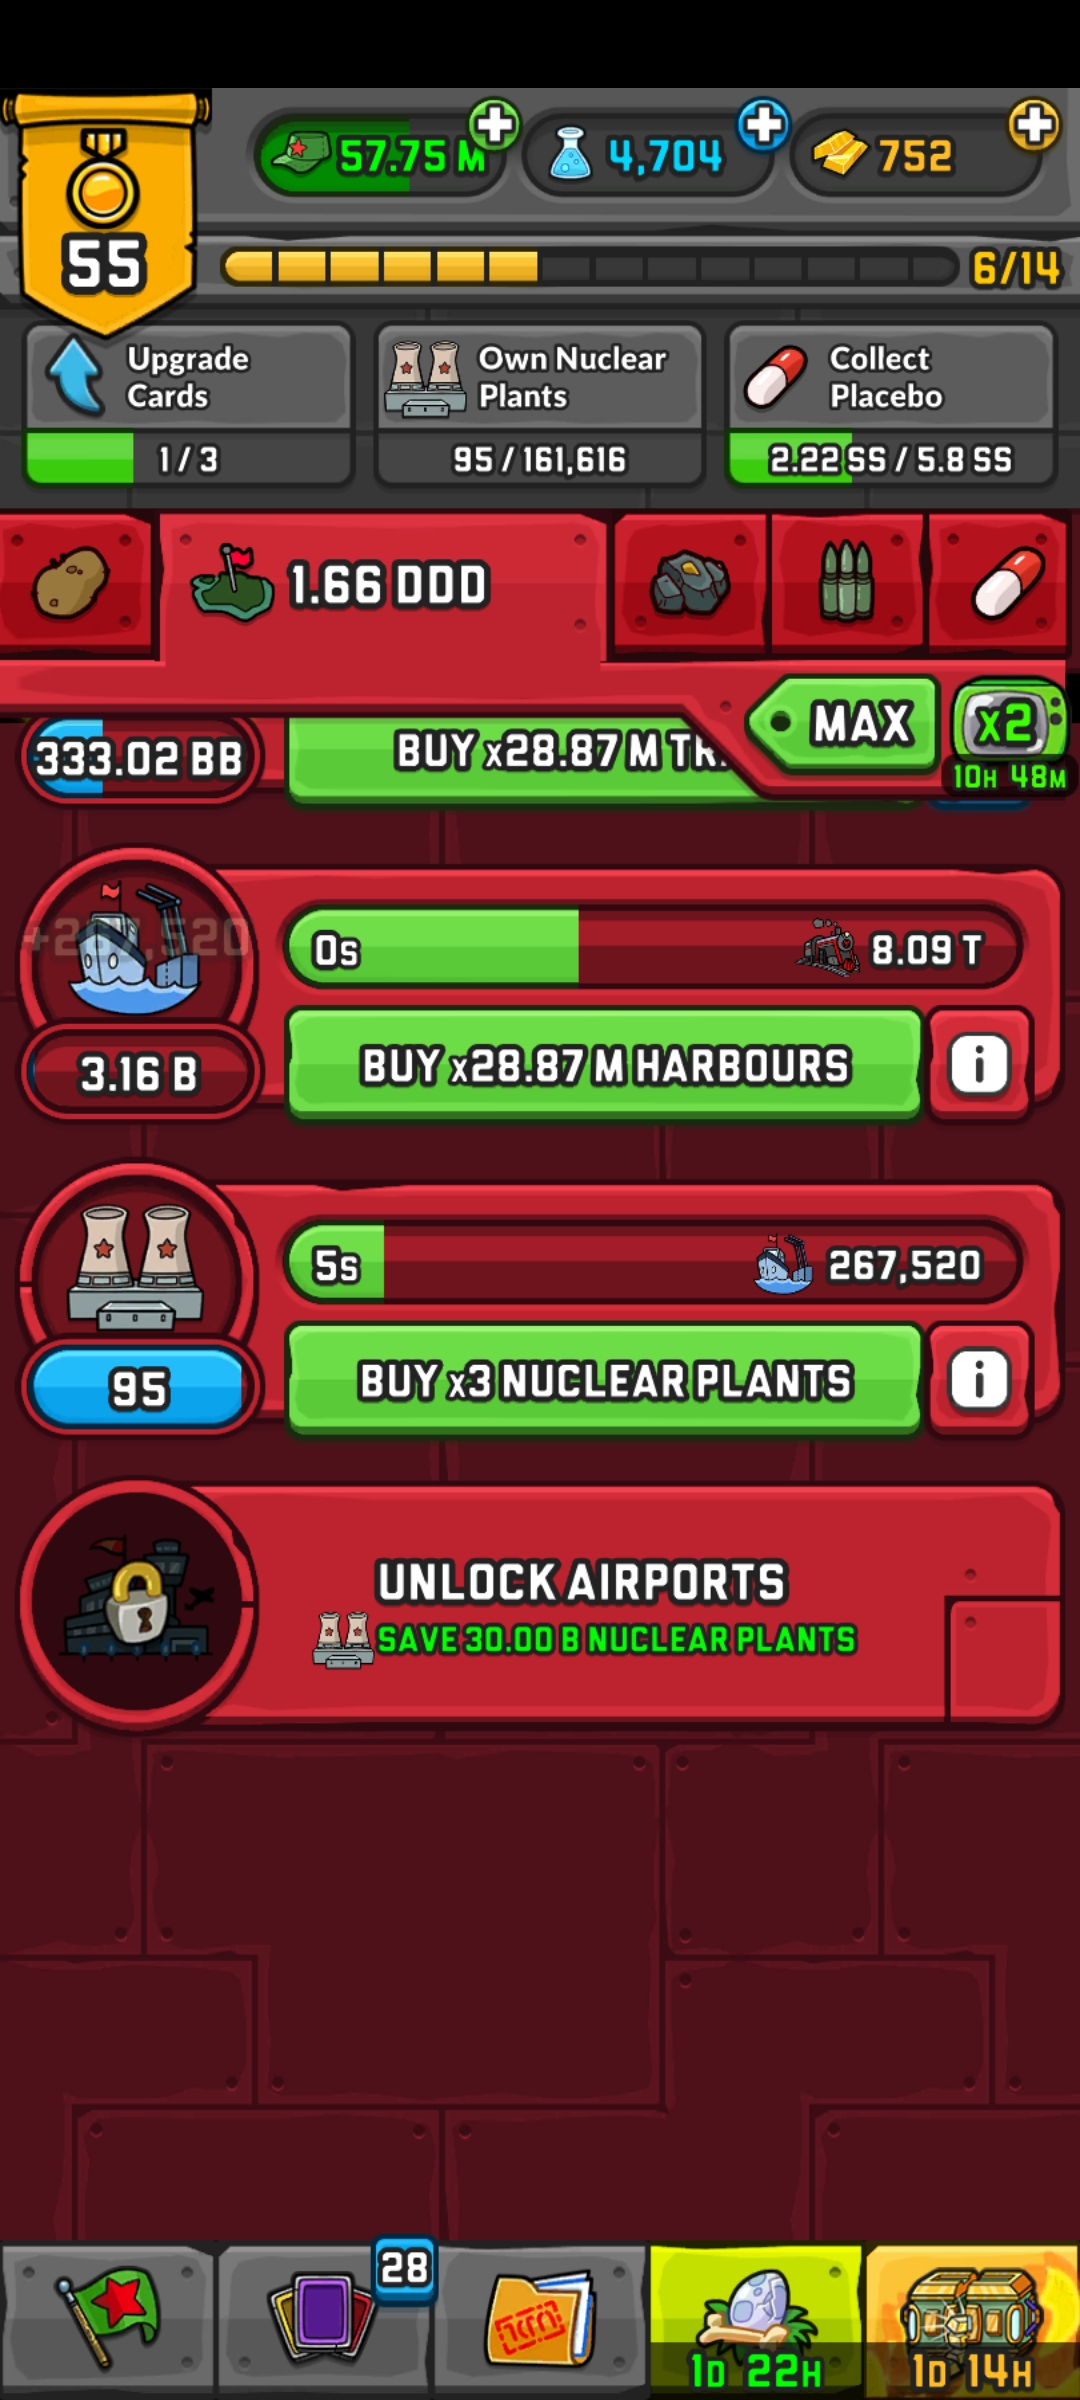 57.75 M
4,704
752
55
6/14
Upgrade
Cards
1 / 3
Own Nuclear
Plants
95 / 161,616
Collect
Placebo
2.22 SS / 5.8 SS
1.66 DDD
MAX
x2
10H 48M
333.02 BB
BUY x28.87 M TR.
+267,520
0s
8.09 T
3.16 B
BUY x28.87 M HARBOURS
i
5s
267,520
95
BUY x3 NUCLEAR PLANTS
i
UNLOCK AIRPORTS
SAVE 30.00 B NUCLEAR PLANTS
28
1D 22H
1D 14H